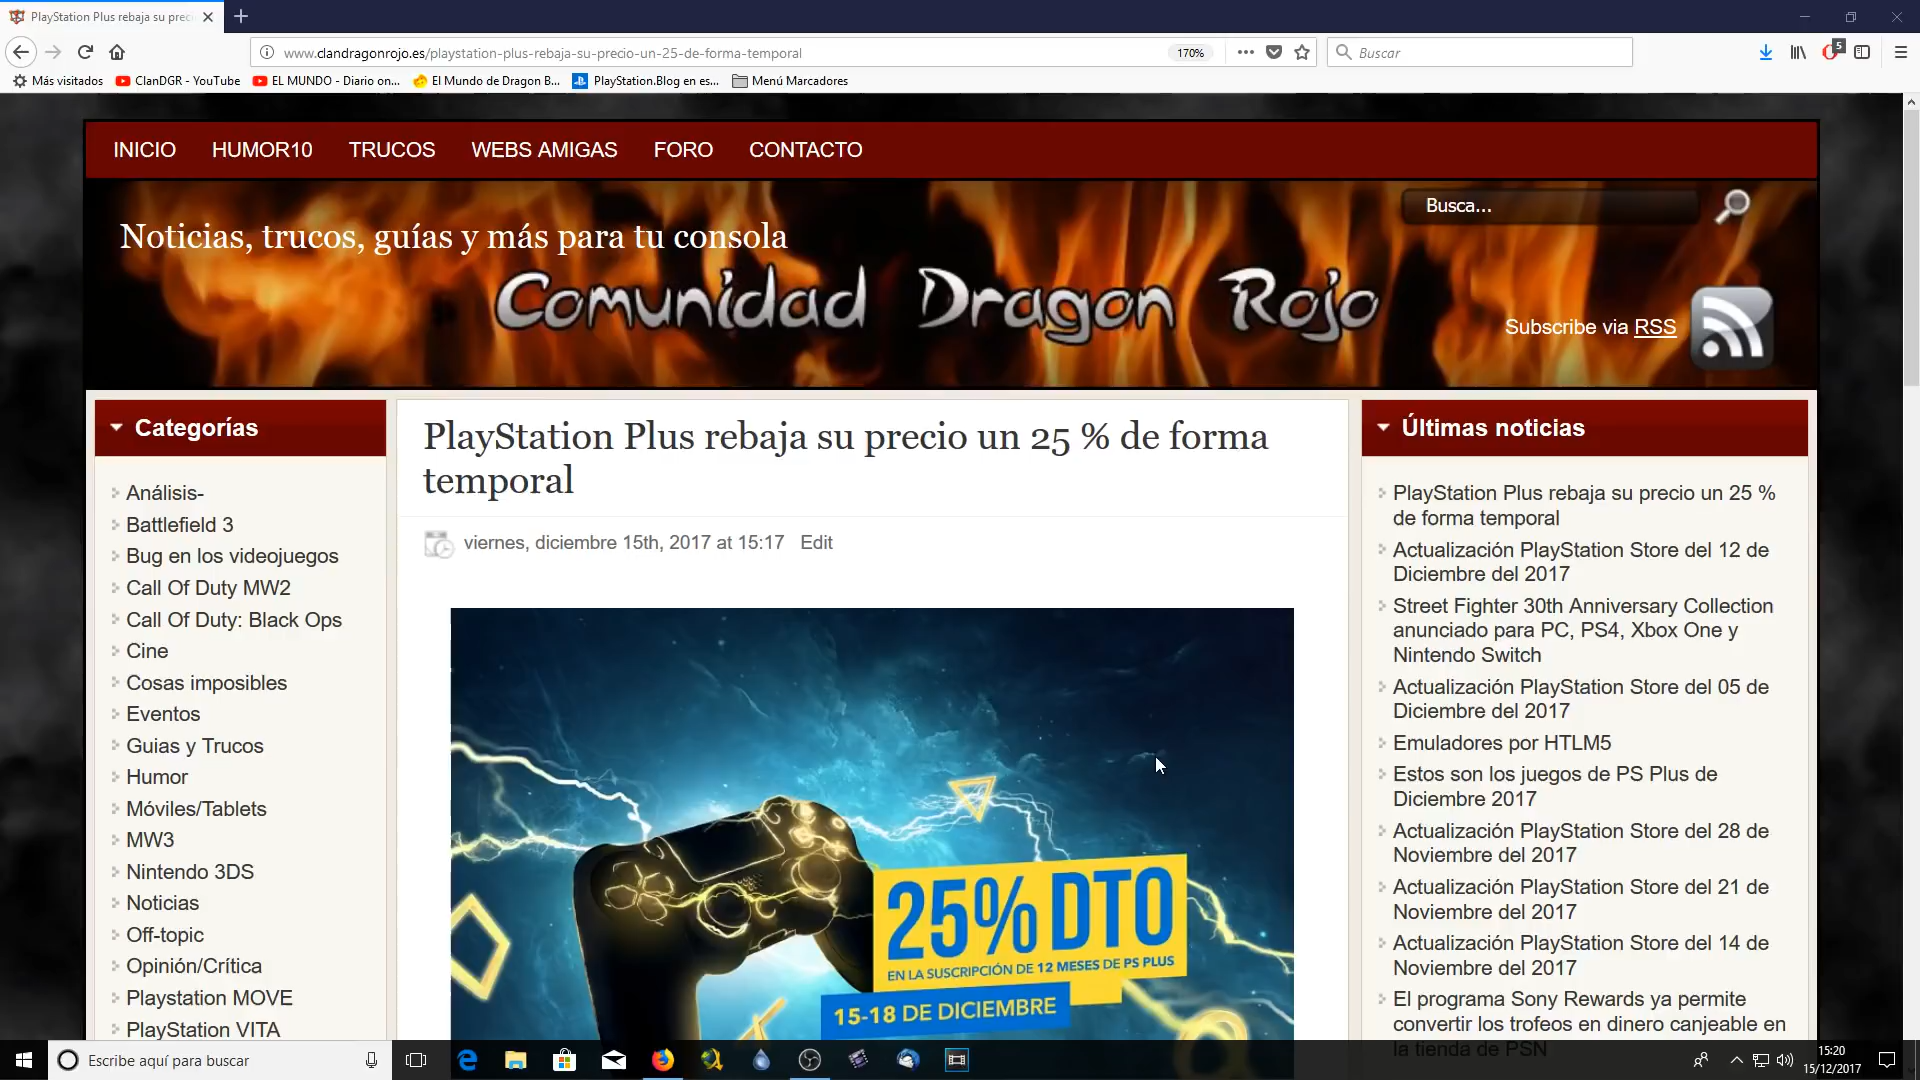 PlayStation Plus rebaja su prec
www.clandragonrojo.es/playstation-plus-rebaja-su-precio-un-25-de-forma-temporal
170%
Buscar
5
Más visitados
ClanDGR - YouTube
EL MUNDO - Diario on...
El Mundo de Dragon B...
PlayStation.Blog en es...
Menú Marcadores
INICIO
HUMOR10
TRUCOS
WEBS AMIGAS
FORO
CONTACTO
Noticias, trucos, guías y más para tu consola
Busca...
Comunidad Dragon Rojo
Subscribe via RSS
Categorías
Análisis-
Battlefield 3
Bug en los videojuegos
Call Of Duty MW2
Call Of Duty: Black Ops
Cine
Cosas imposibles
Eventos
Guias y Trucos
Humor
Móviles/Tablets
MW3
Nintendo 3DS
Noticias
Off-topic
Opinión/Crítica
Playstation MOVE
PlayStation VITA
PlayStation Plus rebaja su precio un 25 % de forma
temporal
viernes, diciembre 15th, 2017 at 15:17 Edit
25% DTO
EN LA SUSCRIPCIÓN DE 12 MESES DE PS PLUS
15-18 DE DICIEMBRE
Últimas noticias
PlayStation Plus rebaja su precio un 25 %
de forma temporal
Actualización PlayStation Store del 12 de
Diciembre del 2017
Street Fighter 30th Anniversary Collection
anunciado para PC, PS4, Xbox One y
Nintendo Switch
Actualización PlayStation Store del 05 de
Diciembre del 2017
Emuladores por HTLM5
Estos son los juegos de PS Plus de
Diciembre 2017
Actualización PlayStation Store del 28 de
Noviembre del 2017
Actualización PlayStation Store del 21 de
Noviembre del 2017
Actualización PlayStation Store del 14 de
Noviembre del 2017
El programa Sony Rewards ya permite
convertir los trofeos en dinero canjeable en
la tienda de PSN
Escribe aquí para buscar
15:20
15/12/2017